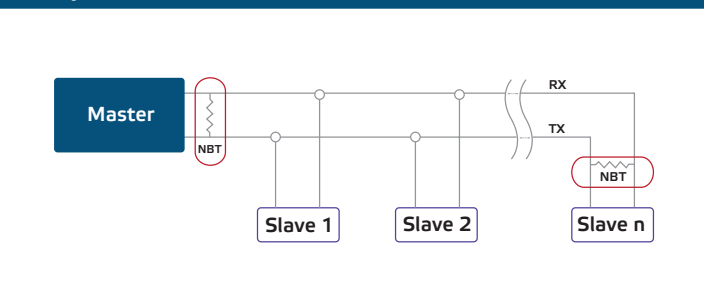 RX
Master
TX
NBT
NBT
Slave 1
Slave 2
Slave n